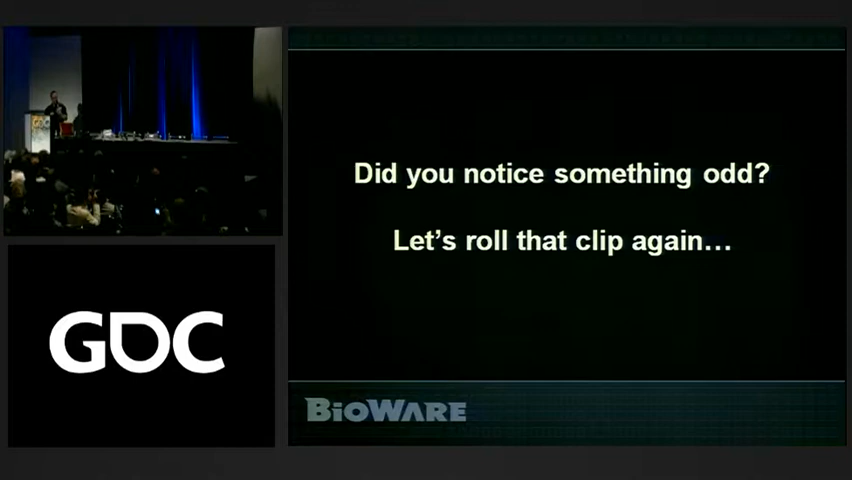 Did you notice something odd?
Let's roll that clip again…
GDC
BIOWARE